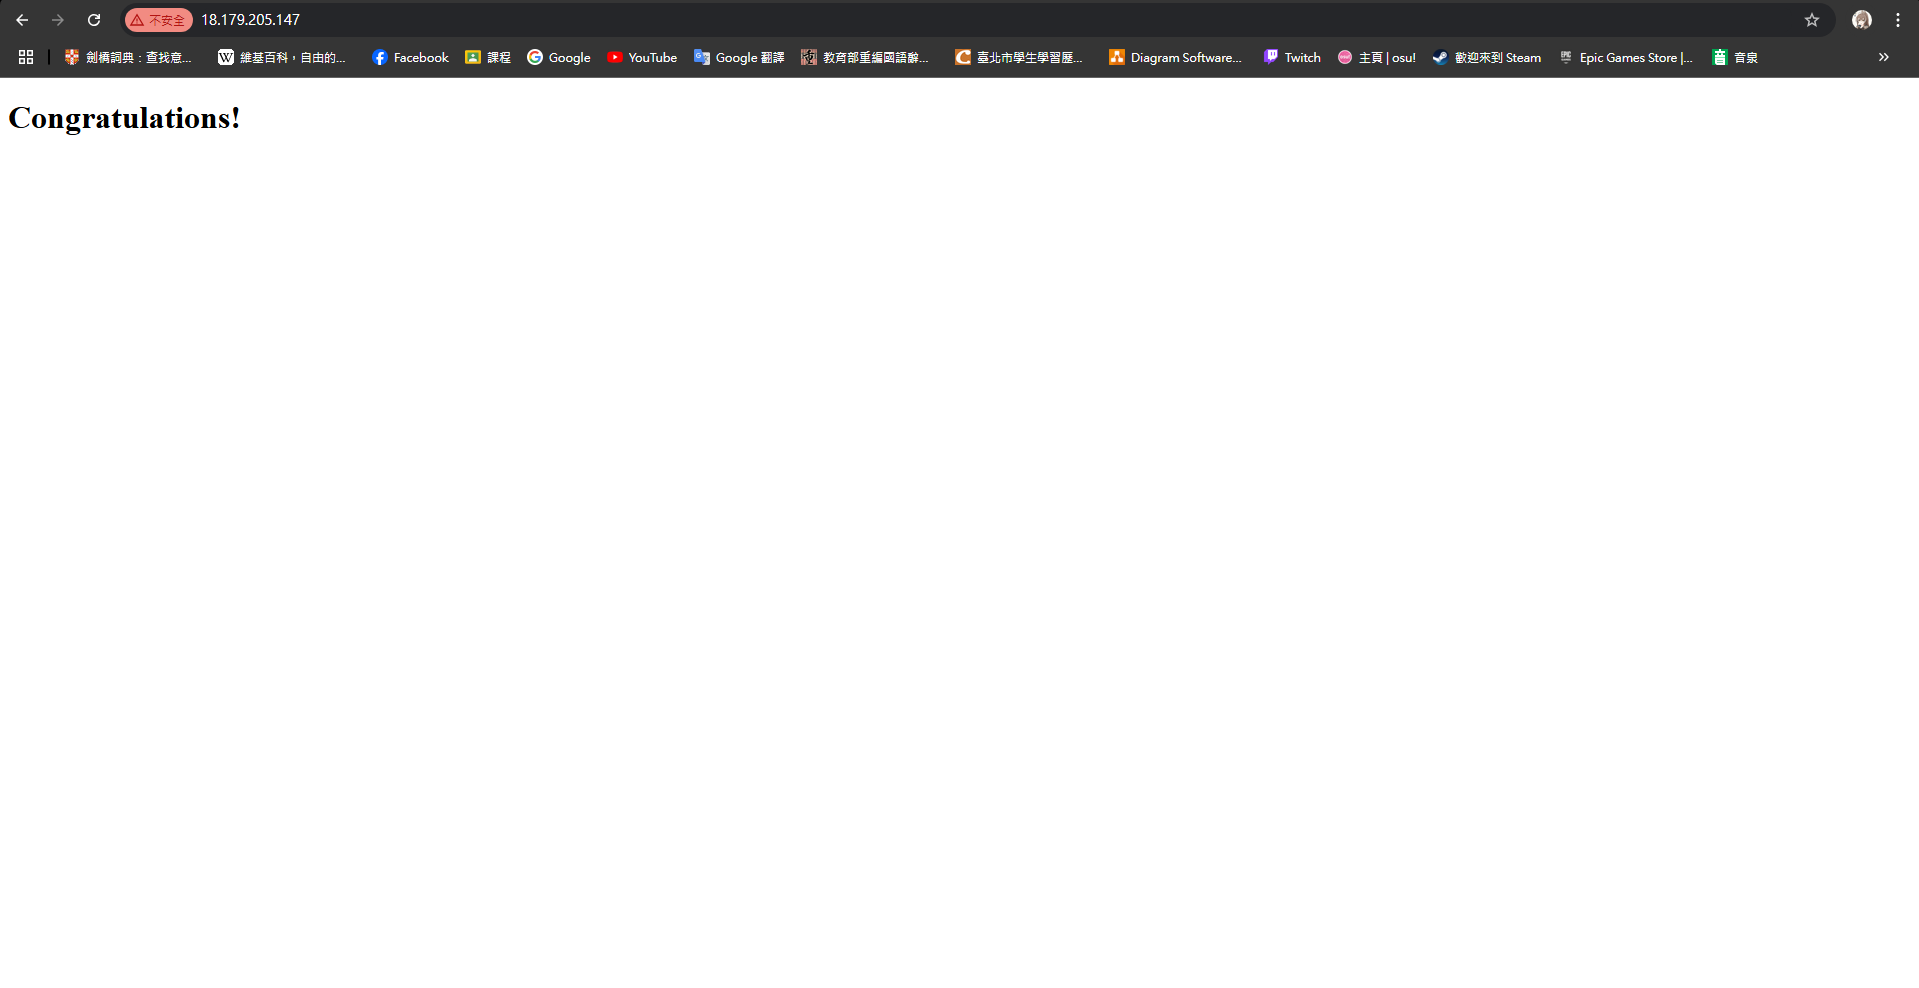 不安全 18.179.205.147
劍橋詞典：查找意... 維基百科，自由的... Facebook 課程 Google YouTube Google 翻譯 教育部重編國語辭... 臺北市學生學習歷... Diagram Software... Twitch 主頁 | osu! 歡迎來到 Steam Epic Games Store |... 音泉
Congratulations!